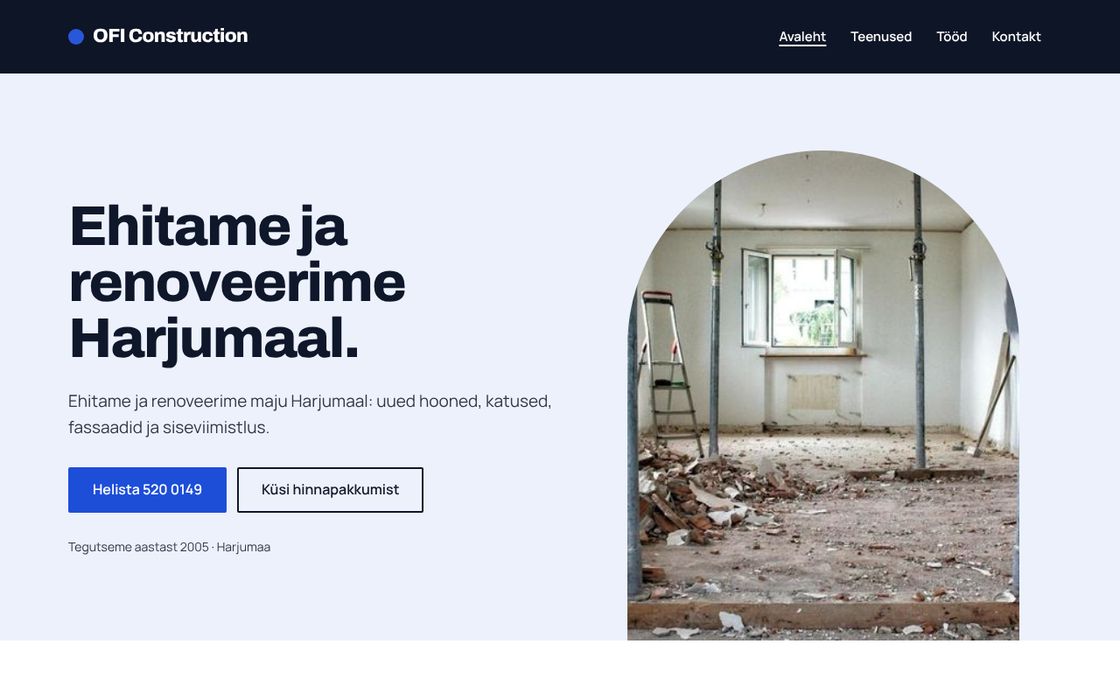 OFI Construction
Avaleht Teenused Tööd Kontakt
Ehitame ja
renoveerime
Harjumaal.
Ehitame ja renoveerime maju Harjumaal: uued hooned, katused,
fassaadid ja siseviimistlus.
Helista 520 0149 Küsi hinnapakkumist
Tegutseme aastast 2005 · Harjumaa